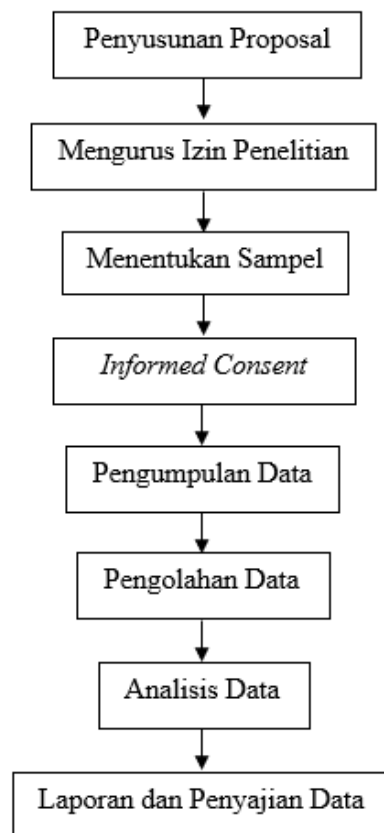 Penyusunan Proposal
Mengurus Izin Penelitian
Menentukan Sampel
Informed Consent
Pengumpulan Data
Pengolahan Data
Analisis Data
Laporan dan Penyajian Data